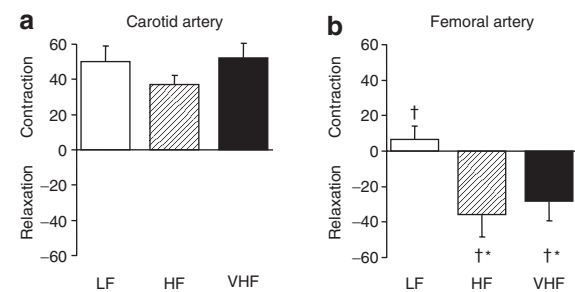 a
Carotid artery
60
40
20
0
−20
−40
−60
Contraction
Relaxation
LF
HF
VHF
b
Femoral artery
60
40
20
0
−20
−40
−60
Contraction
Relaxation
†
†*
†*
LF
HF
VHF